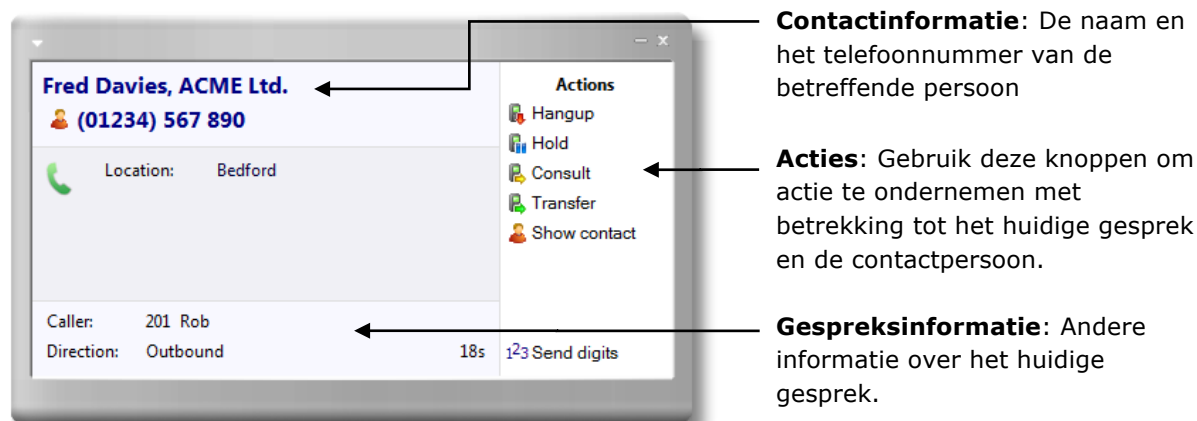 Fred Davies, ACME Ltd.
(01234) 567 890
Location: Bedford
Caller: 201 Rob
Direction: Outbound 18s
Actions
Hangup
Hold
Consult
Transfer
Show contact
123 Send digits
Contactinformatie: De naam en
het telefoonnummer van de
betreffende persoon
Acties: Gebruik deze knoppen om
actie te ondernemen met
betrekking tot het huidige gesprek
en de contactpersoon.
Gespreksinformatie: Andere
informatie over het huidige
gesprek.